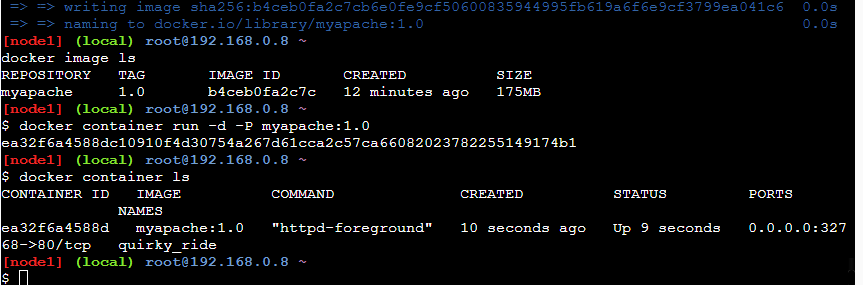 => => writing image sha256:b4ceb0fa2c7cb6e0fe9cf50600835944995fb619a6f6e9cf3799ea041c6 0.0s
=> => naming to docker.io/library/myapache:1.0 0.0s
[node1] (local) root@192.168.0.8 ~
docker image ls
REPOSITORY TAG IMAGE ID CREATED SIZE
myapache 1.0 b4ceb0fa2c7c 12 minutes ago 175MB
[node1] (local) root@192.168.0.8 ~
$ docker container run -d -P myapache:1.0
ea32f6a4588dc10910f4d30754a267d61cca2c57ca66082023782255149174b1
[node1] (local) root@192.168.0.8 ~
$ docker container ls
CONTAINER ID IMAGE COMMAND CREATED STATUS PORTS
NAMES
ea32f6a4588d myapache:1.0 "httpd-foreground" 10 seconds ago Up 9 seconds 0.0.0.0:327
68->80/tcp quirky_ride
[node1] (local) root@192.168.0.8 ~
$